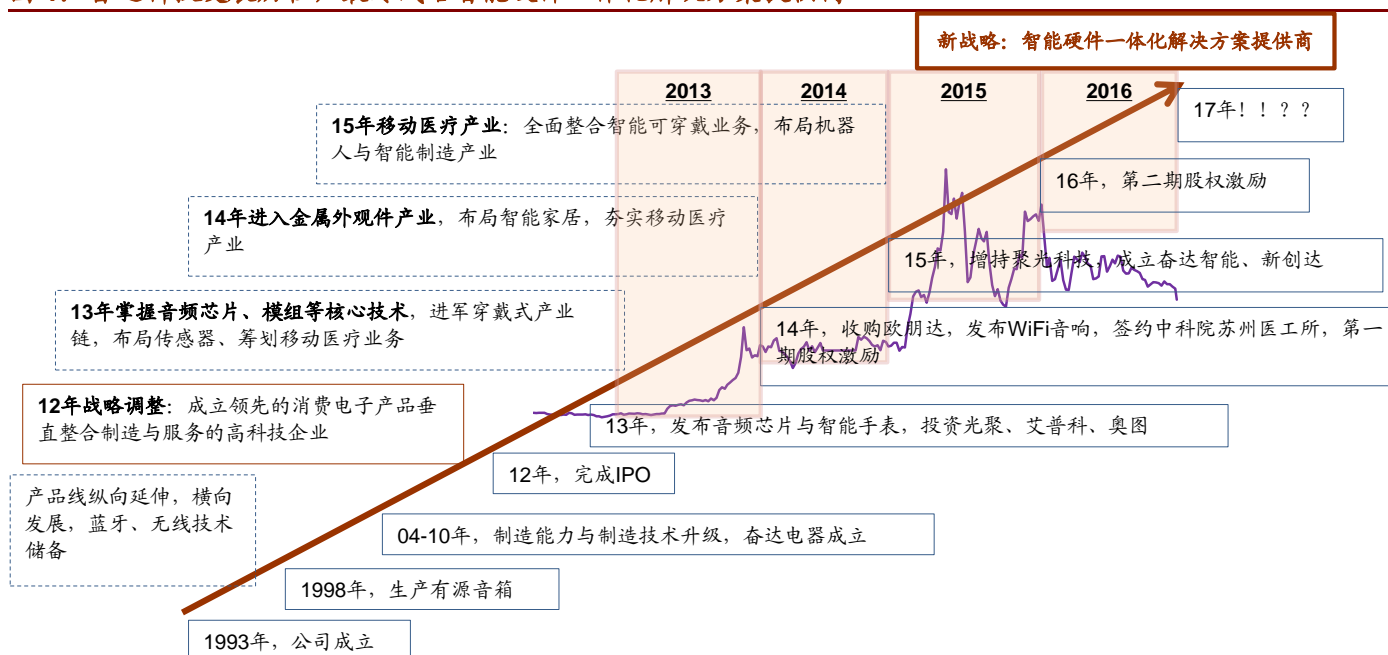 新战略：智能硬件一体化解决方案提供商
2013
2014
2015
2016
17年！！？？
15年移动医疗产业：全面整合智能可穿戴业务，布局机器
人与智能制造产业
16年，第二期股权激励
14年进入金属外观件产业，布局智能家居，夯实移动医疗
产业
15年，增持聚光科技，成立奋达智能、新创达
13年掌握音频芯片、模组等核心技术，进军穿戴式产业
链，布局传感器、筹划移动医疗业务
14年，收购欧朋达，发布WiFi音响，签约中科院苏州医工所，第一
期股权激励
12年战略调整：成立领先的消费电子产品垂
直整合制造与服务的高科技企业
13年，发布音频芯片与智能手表，投资光聚、艾普科、奥图
12年，完成IPO
产品线纵向延伸，横向
发展，蓝牙、无线技术
储备
04-10年，制造能力与制造技术升级，奋达电器成立
1998年，生产有源音箱
1993年，公司成立